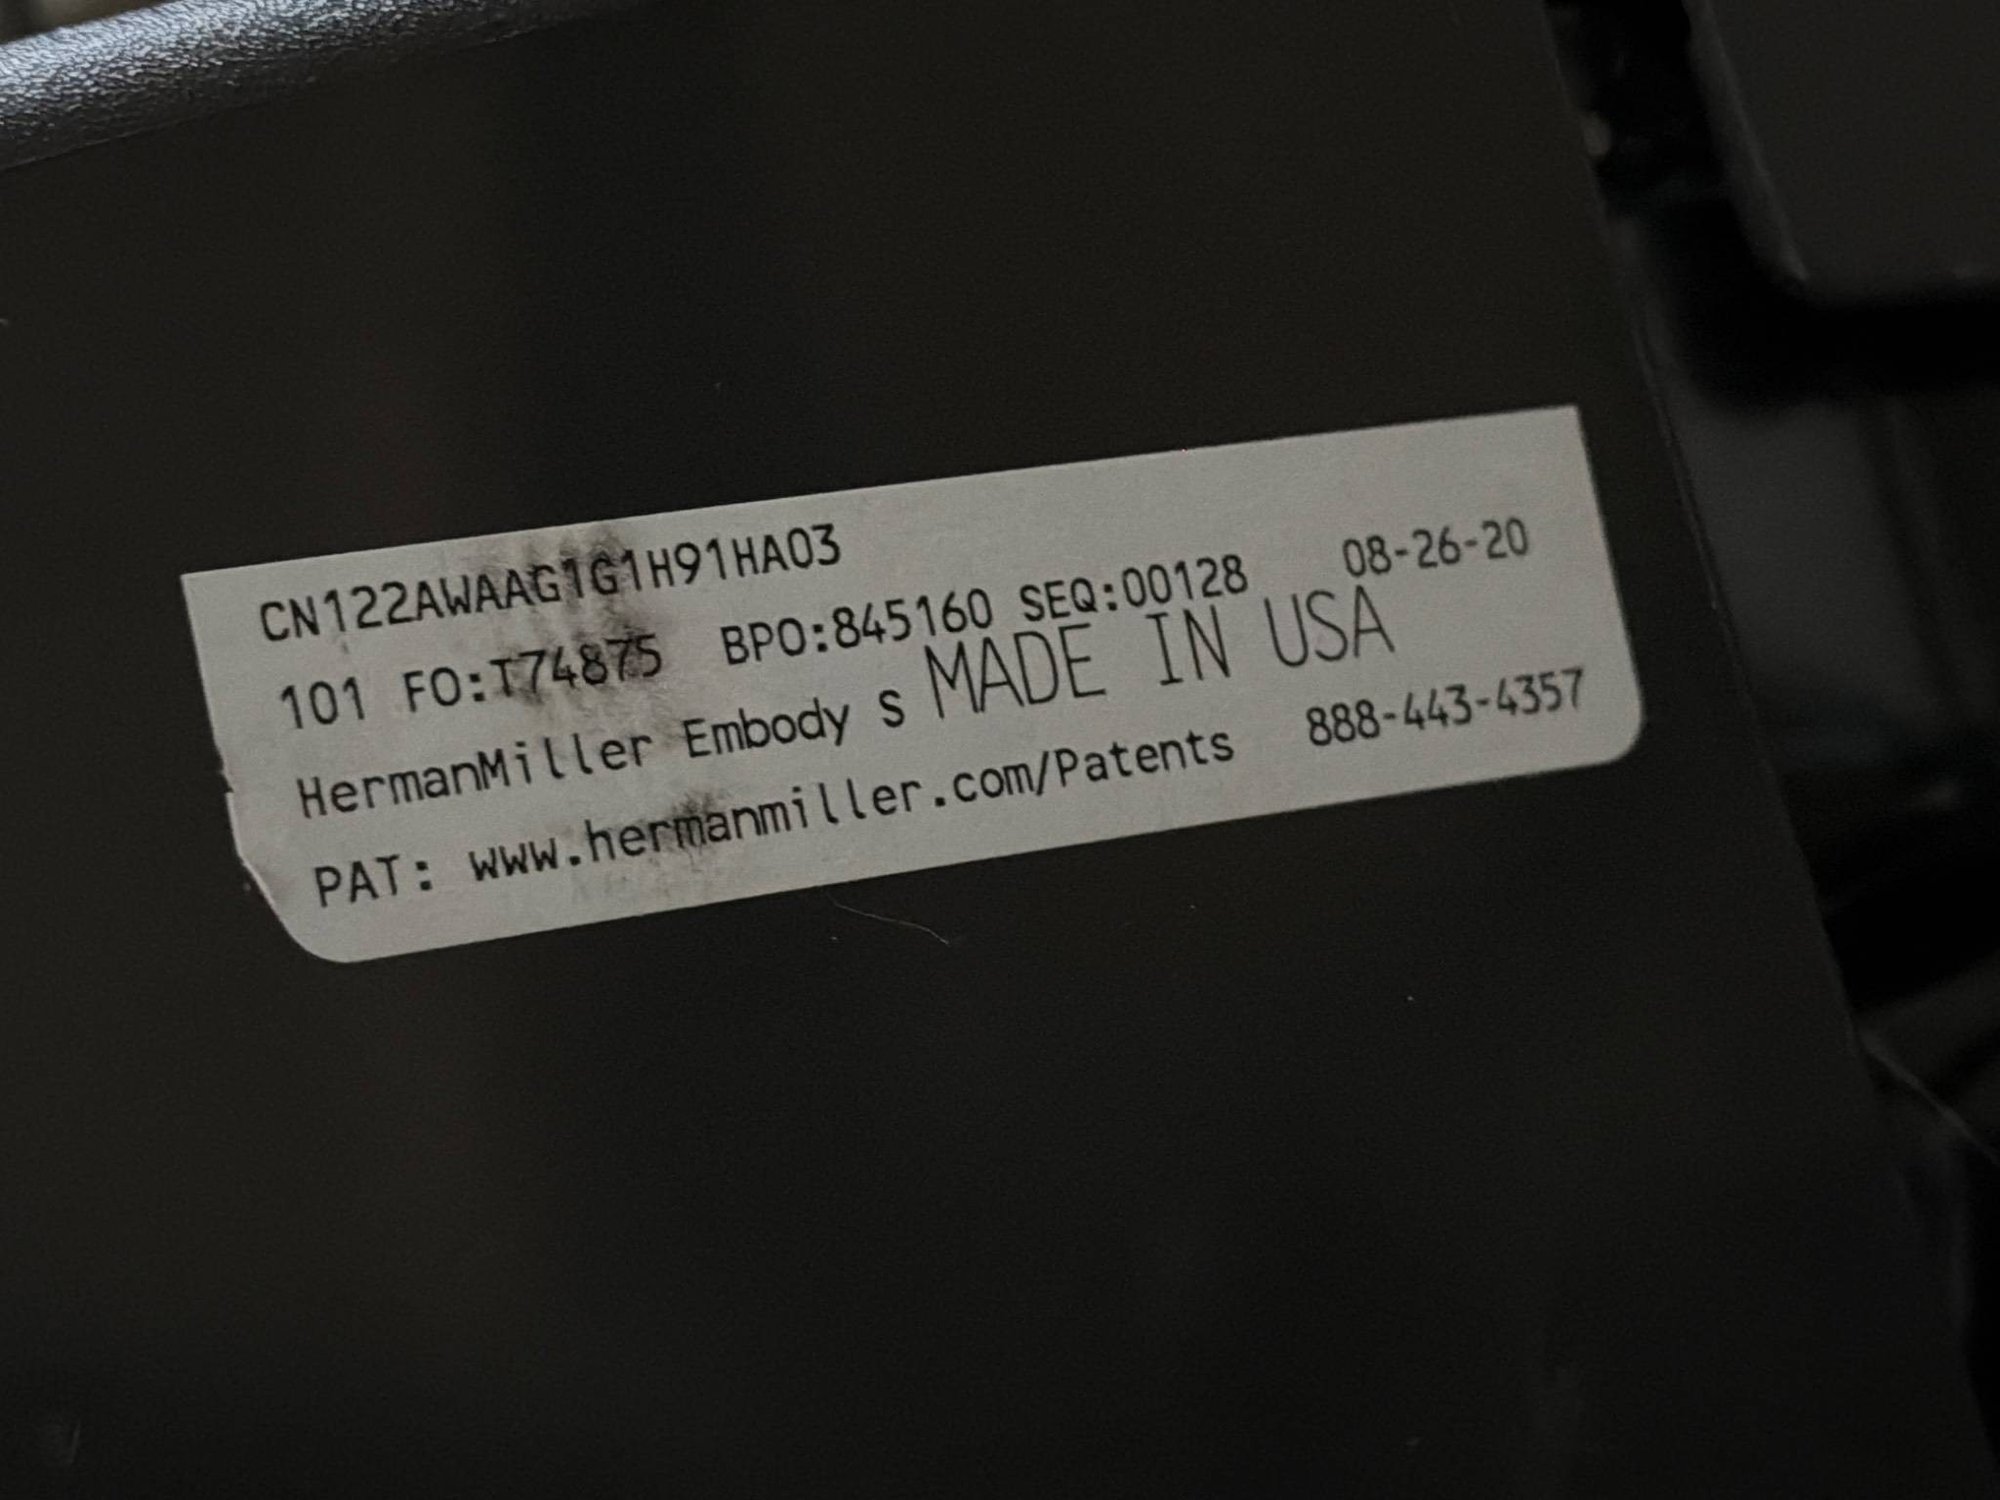 CN122AWAAG1G1H91HA03
101 FO:T74875 BPO:845160 SEQ:00128 08-26-20
HermanMiller Embody S MADE IN USA
PAT: www.hermanmiller.com/Patents 888-443-4357